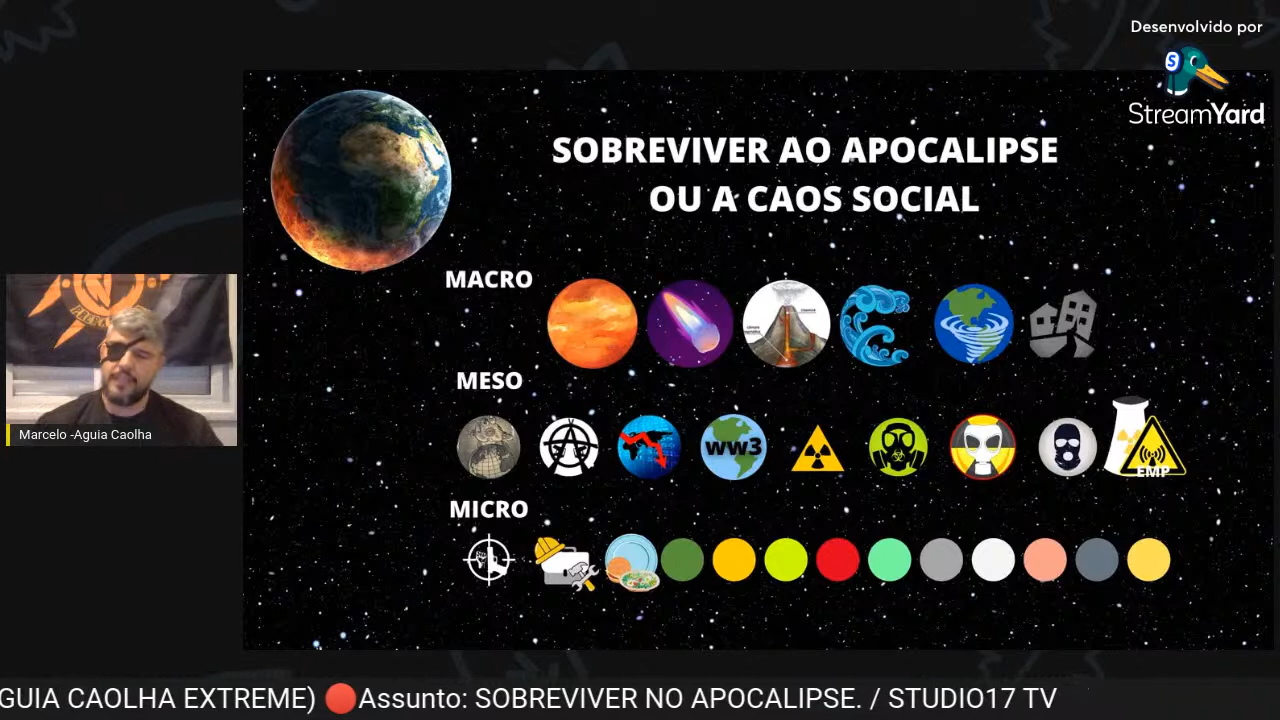 Desenvolvido por
StreamYard
SOBREVIVER AO APOCALIPSE
OU A CAOS SOCIAL
MACRO
MESO
WW3
EMP
MICRO
Marcelo -Aguia Caolha
GUIA CAOLHA EXTREME) 🔴Assunto: SOBREVIVER NO APOCALIPSE. / STUDIO17 TV